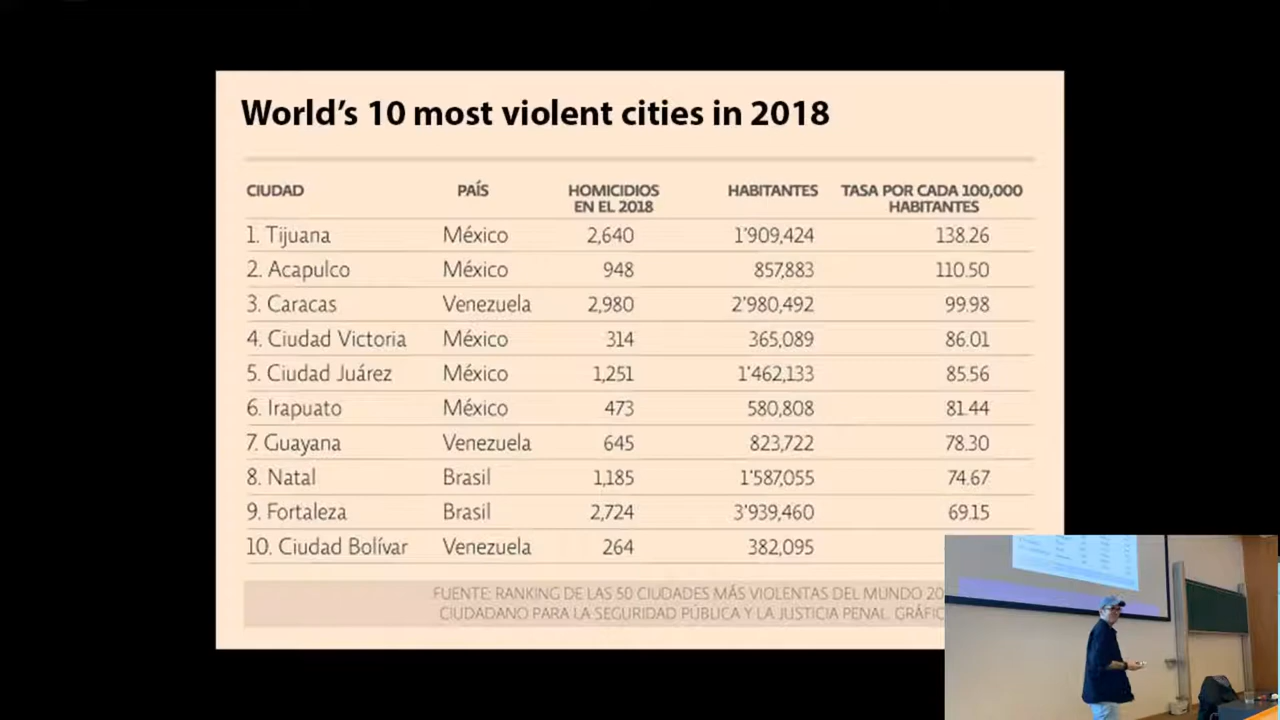 World's 10 most violent cities in 2018
CIUDAD PAÍS HOMICIDIOS EN EL 2018 HABITANTES TASA POR CADA 100,000 HABITANTES
1. Tijuana México 2,640 1'909,424 138.26
2. Acapulco México 948 857,883 110.50
3. Caracas Venezuela 2,980 2'980,492 99.98
4. Ciudad Victoria México 314 365,089 86.01
5. Ciudad Juárez México 1,251 1'462,133 85.56
6. Irapuato México 473 580,808 81.44
7. Guayana Venezuela 645 823,722 78.30
8. Natal Brasil 1,185 1'587,055 74.67
9. Fortaleza Brasil 2,724 3'939,460 69.15
10. Ciudad Bolívar Venezuela 264 382,095
FUENTE: RANKING DE LAS 50 CIUDADES MÁS VIOLENTAS DEL MUNDO 20
CIUDADANO PARA LA SEGURIDAD PÚBLICA Y LA JUSTICIA PENAL. GRÁFIC